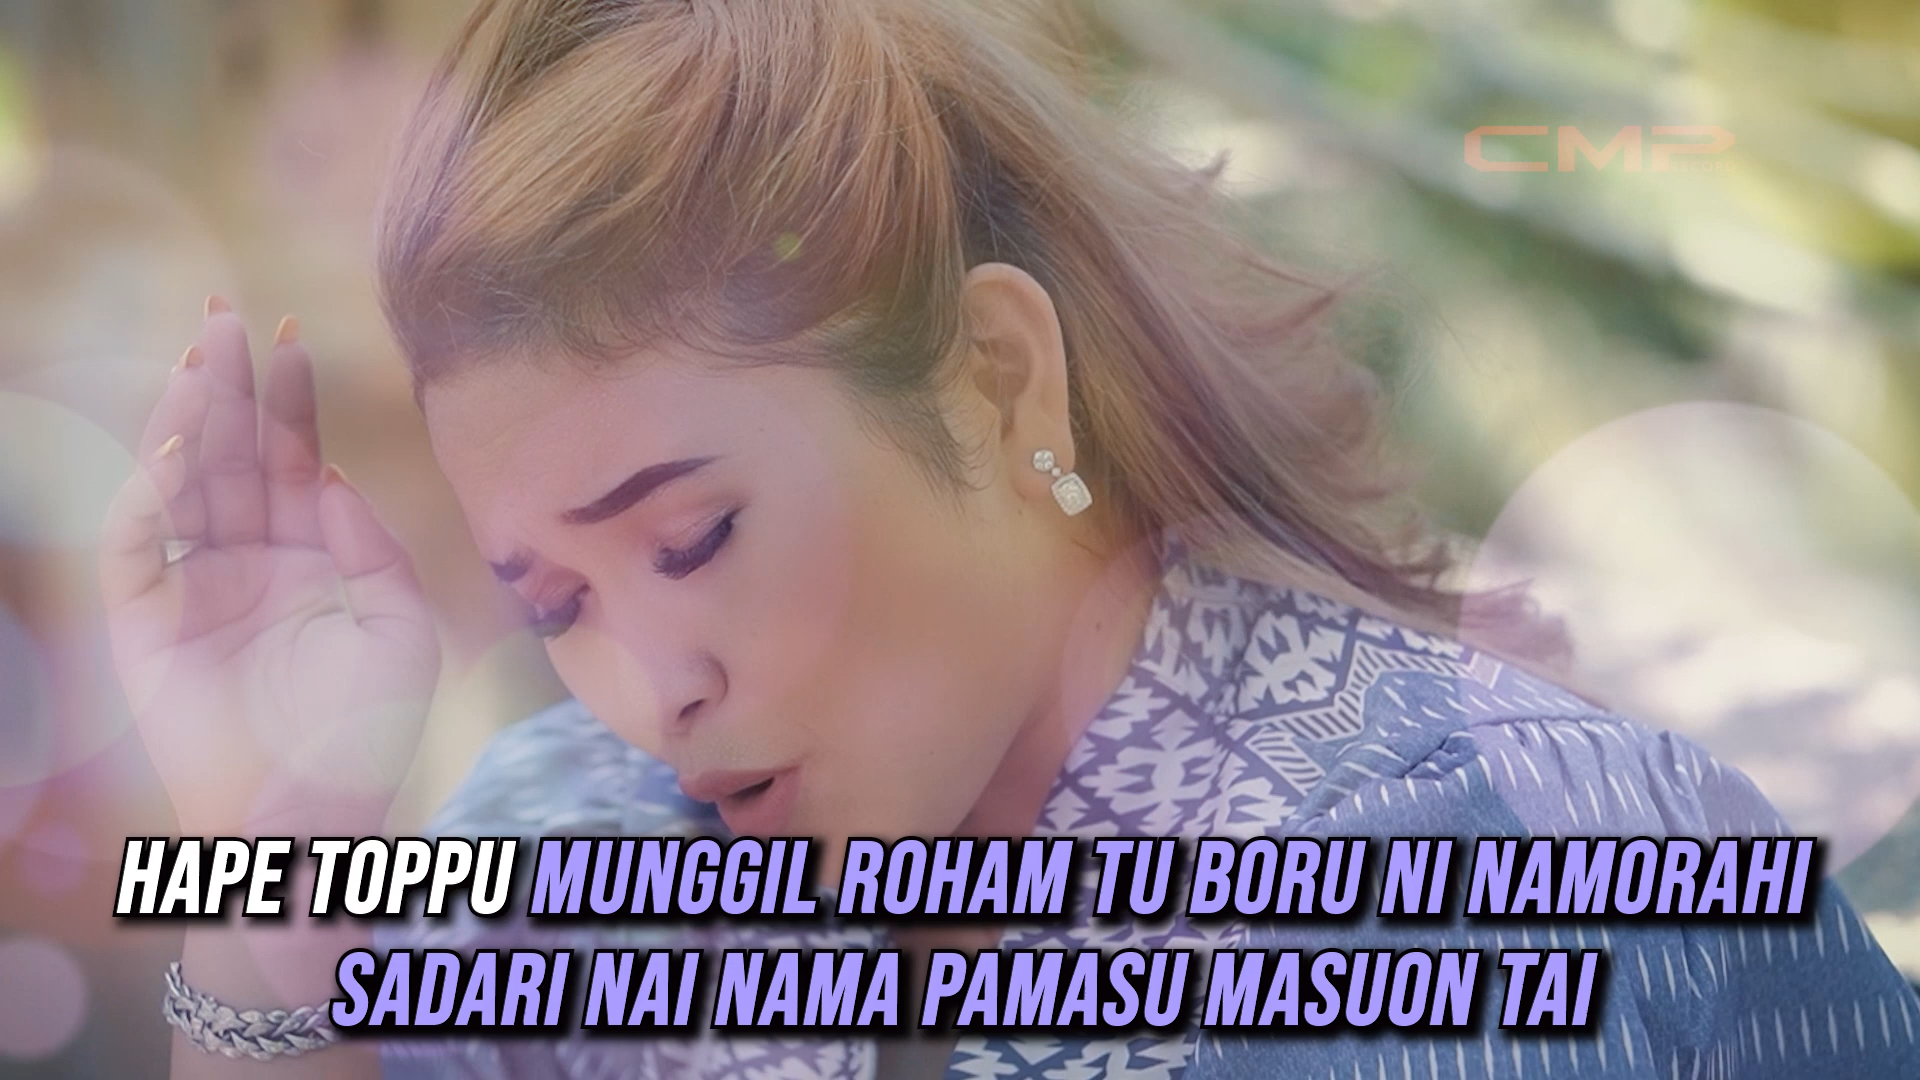 CMP
HAPE TOPPU MUNGGIL ROHAM TU BORU NI NAMORAHI
SADARI NAI NAMA PAMASU MASUON TAI